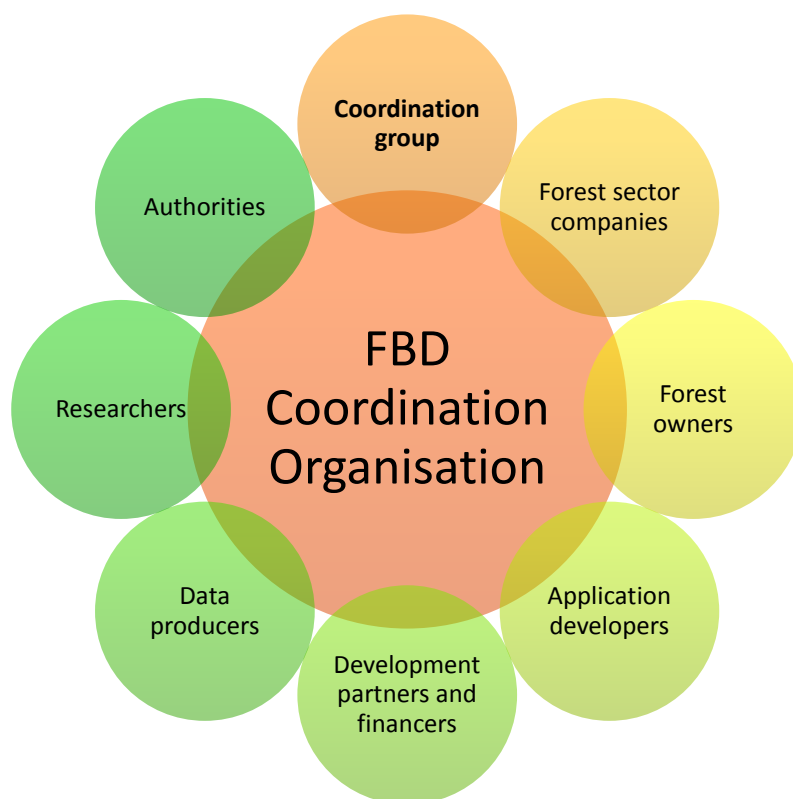 Coordination
group
Forest sector
companies
Forest
owners
Application
developers
Development
partners and
financers
Data
producers
Researchers
Authorities
FBD
Coordination
Organisation